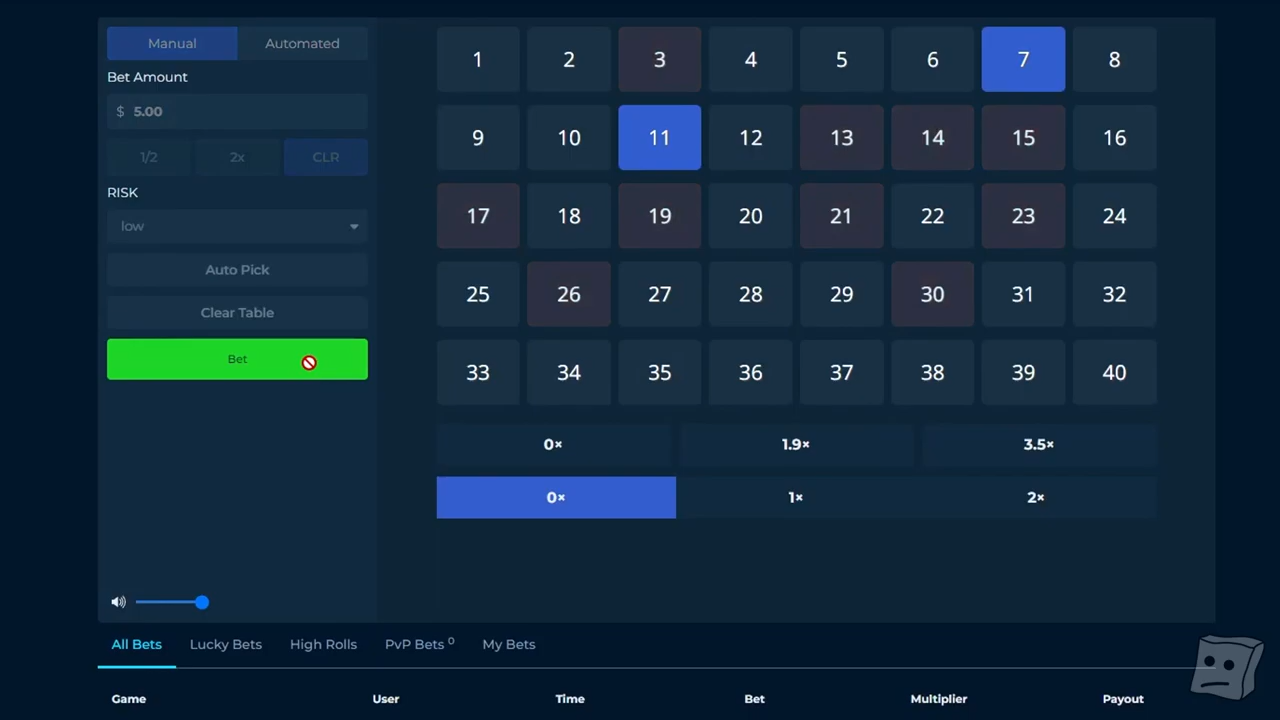 Manual Automated
Bet Amount
$ 5.00
1/2 2x CLR
RISK
low
Auto Pick
Clear Table
Bet
1 2 3 4 5 6 7 8
9 10 11 12 13 14 15 16
17 18 19 20 21 22 23 24
25 26 27 28 29 30 31 32
33 34 35 36 37 38 39 40
0× 1.9× 3.5×
0× 1× 2×
All Bets Lucky Bets High Rolls PvP Bets 0 My Bets
Game User Time Bet Multiplier Payout